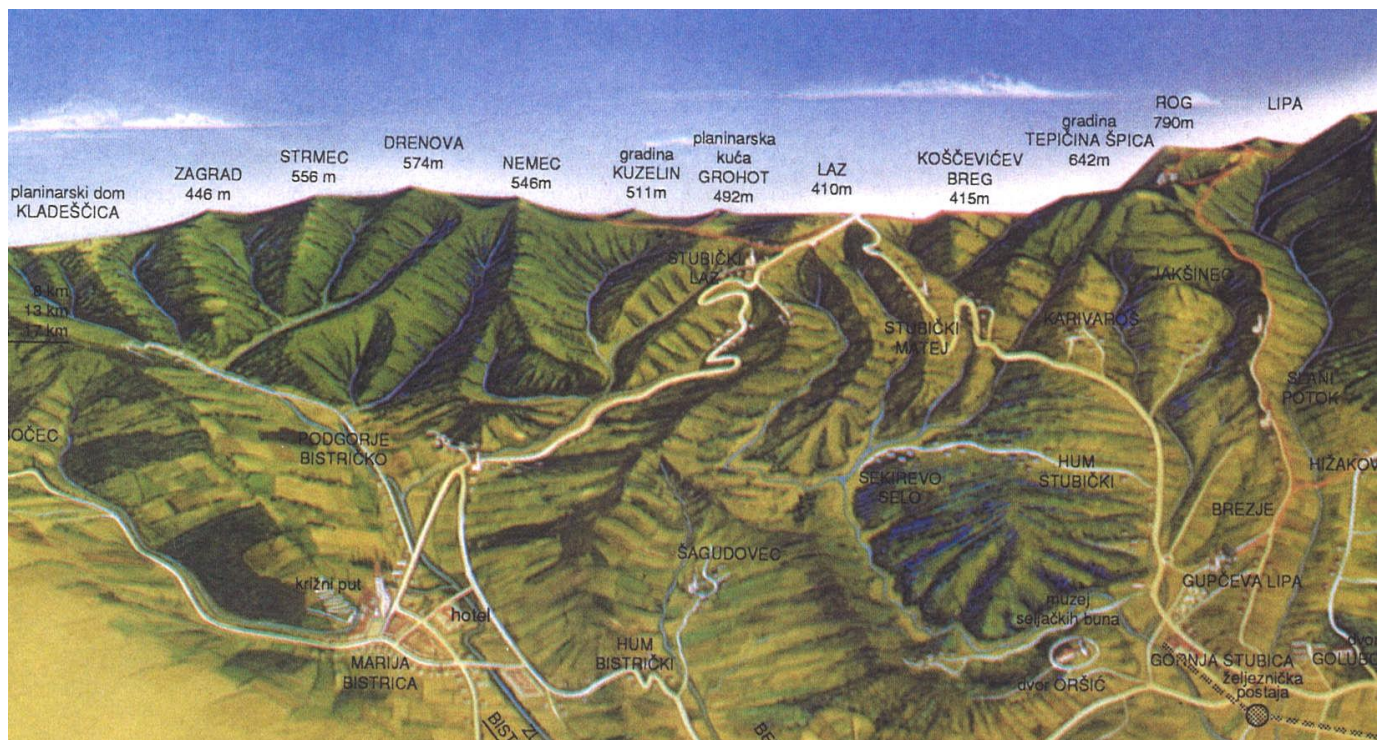 planinarski dom
KLADEŠČICA
ZAGRAD
446 m
STRMEC
556 m
DRENOVA
574m
NEMEC
546m
gradina
KUZELIN
511m
planinarska
kuća
GROHOT
492m
LAZ
410m
KOŠČEVIĆEV
BREG
415m
gradina
TEPIČINA ŠPICA
642m
ROG
790m
LIPA
8 km
13 km
17 km
STUBIČKI
LAZ
STUBIČKI
MATEJ
KARIVAROŠ
JAKŠINEC
SLANI
POTOK
PODGORJE
BISTRIČKO
SEKIREVO
SELO
HUM
STUBIČKI
HIŽAKOV
BREZJE
ŠAGUDOVEC
GUPČEVA LIPA
križni put
hotel
muzej
seljačkih buna
MARIJA
BISTRICA
HUM
BISTRIČKI
dvor ORŠIĆ
GORNJA STUBICA
željeznička
postaja